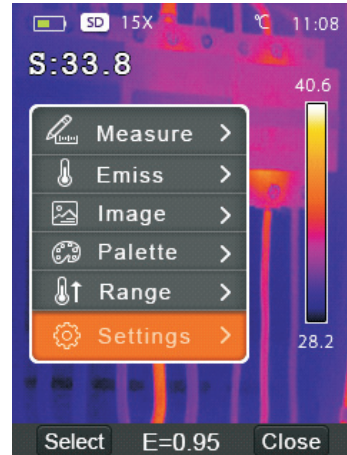 SD 15X ℃ 11:08
S:33.8
40.6
Measure >
Emiss >
Image >
Palette >
Range >
Settings >
28.2
Select E=0.95 Close